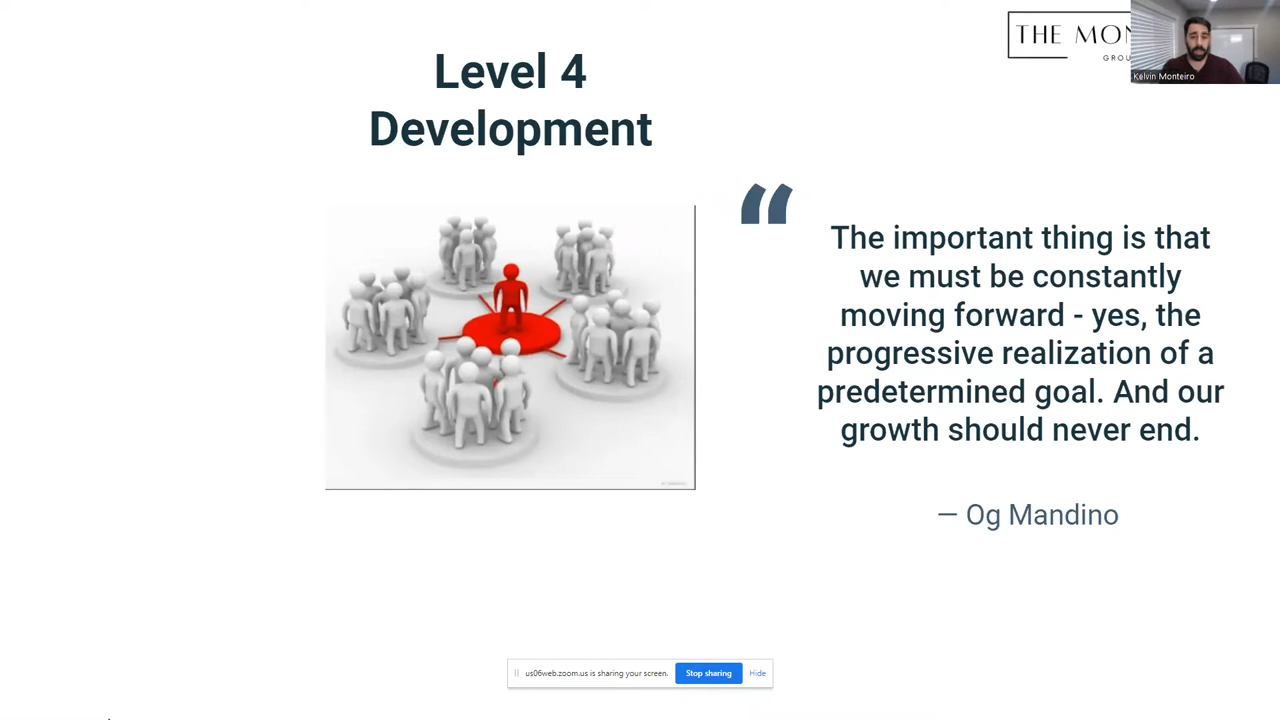 Level 4
Development
THE MON
GROU
Kelvin Monteiro
“
The important thing is that
we must be constantly
moving forward - yes, the
progressive realization of a
predetermined goal. And our
growth should never end.
— Og Mandino
us06web.zoom.us is sharing your screen.
Stop sharing
Hide